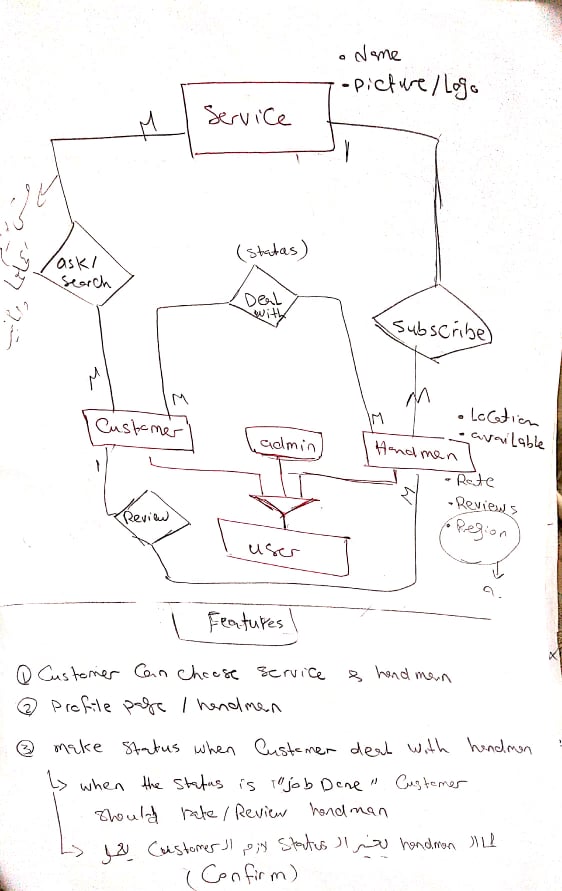 • Name
- Picture/Logo
Service
M
1
ask/
Search
(status)
Deal
with
Subscribe
M
M
M
M
Customer
admin
Handman
• Location
• available
• Rate
• Reviews
• Region
1
M
Review
user
Features
① Customer Can choose service & handman
② Profile page / handman
③ make Status when Customer deal with handman
↳ when the status is "job Done" Customer
should rate/Review handman
↳ لما ال handman يغير ال Status لازم ال Customer يعمل
(Confirm)